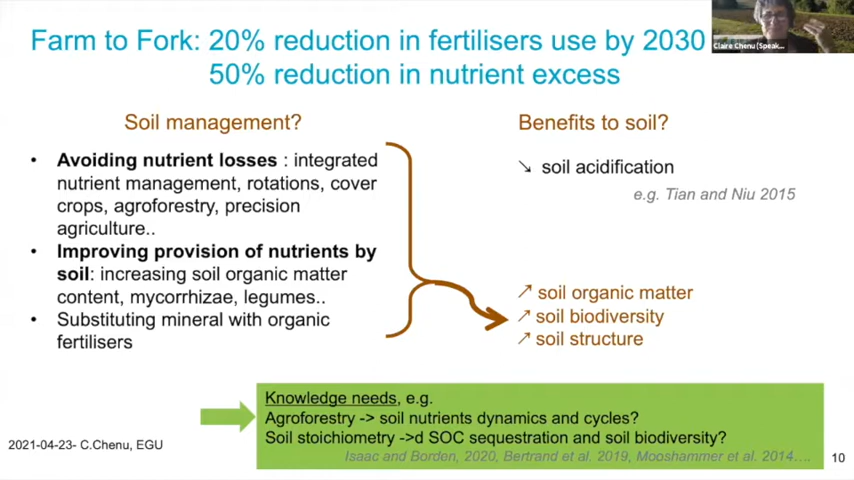 Farm to Fork: 20% reduction in fertilisers use by 2030
50% reduction in nutrient excess
Claire Chenu (Speak...
Soil management?
• Avoiding nutrient losses : integrated
nutrient management, rotations, cover
crops, agroforestry, precision
agriculture..
• Improving provision of nutrients by
soil: increasing soil organic matter
content, mycorrhizae, legumes..
• Substituting mineral with organic
fertilisers
Benefits to soil?
↘ soil acidification
e.g. Tian and Niu 2015
↗ soil organic matter
↗ soil biodiversity
↗ soil structure
Knowledge needs, e.g.
Agroforestry -> soil nutrients dynamics and cycles?
Soil stoichiometry ->d SOC sequestration and soil biodiversity?
Isaac and Borden, 2020, Bertrand et al. 2019, Mooshammer et al. 2014....
2021-04-23- C.Chenu, EGU
10